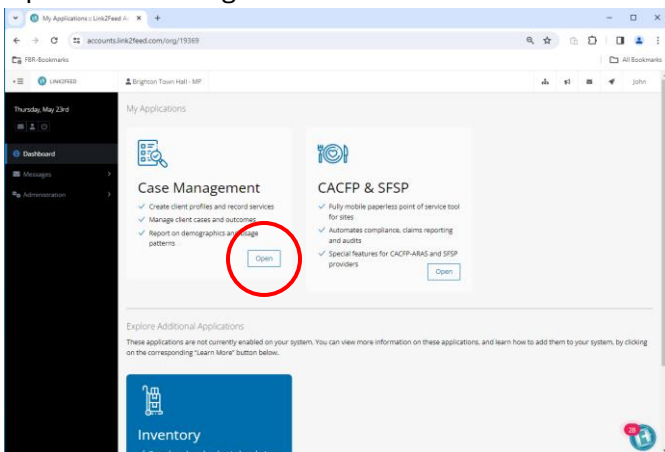 My Applications :: Link2Feed A
accounts.link2feed.com/org/19369
FBR-Bookmarks
All Bookmarks
LINK2FEED
Brighton Town Hall - MP
John
Thursday, May 23rd
My Applications
Dashboard
Messages
Administration
Case Management
Create client profiles and record services
Manage client cases and outcomes
Report on demographics and usage
patterns
Open
CACFP & SFSP
Fully mobile paperless point of service tool
for sites
Automates compliance, claims reporting
and audits
Special features for CACFP-ARAS and SFSP
providers
Open
Explore Additional Applications
These applications are not currently enabled on your system. You can view more information on these applications, and learn how to add them to your system, by clicking
on the corresponding "Learn More" button below.
Inventory
28